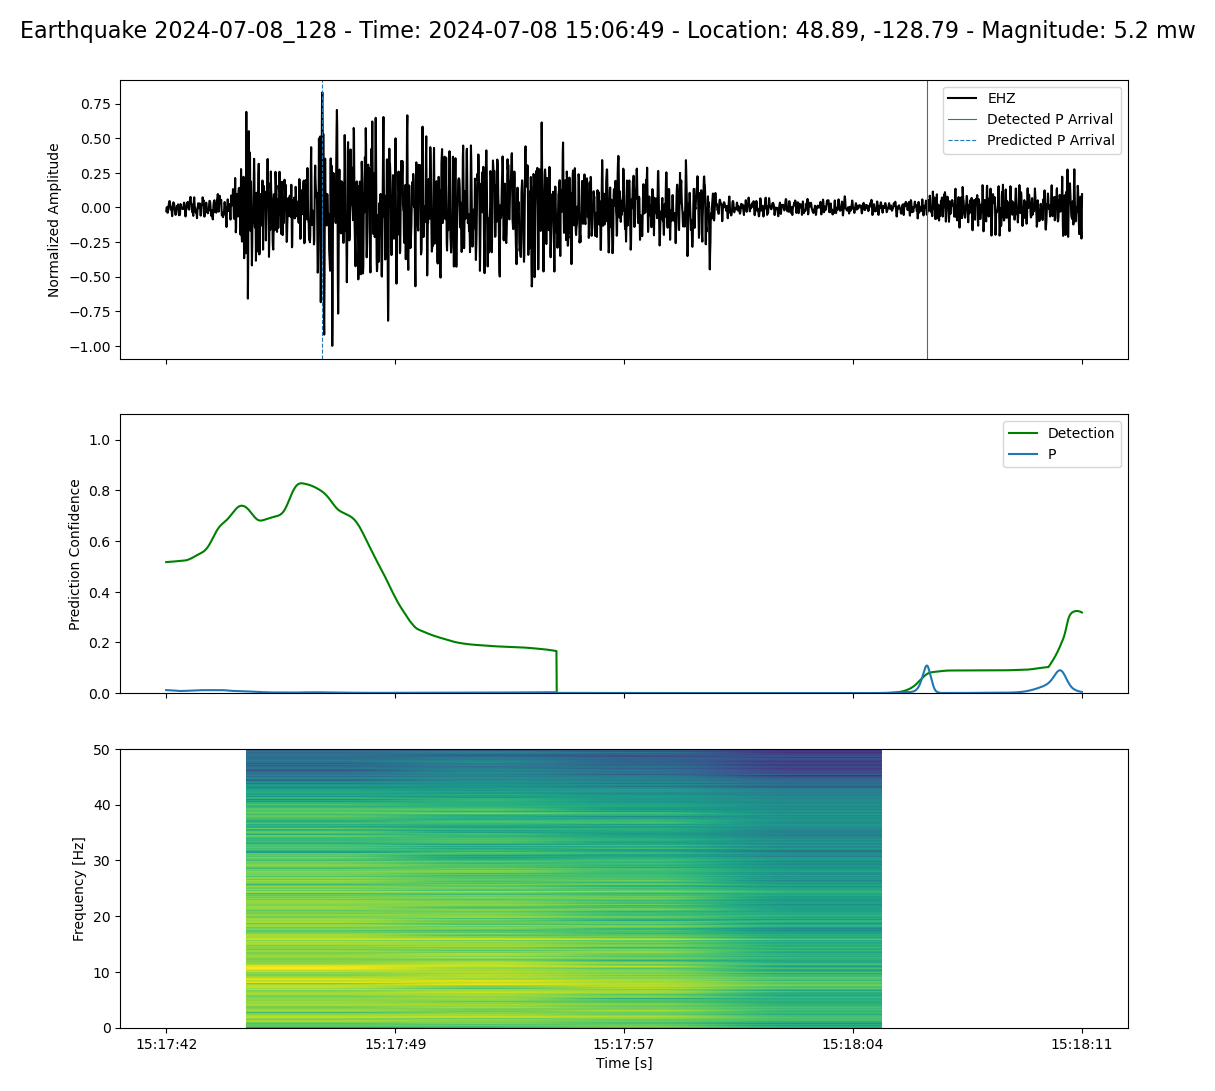 Earthquake 2024-07-08_128 - Time: 2024-07-08 15:06:49 - Location: 48.89, -128.79 - Magnitude: 5.2 mw
Normalized Amplitude
0.75
0.50
0.25
0.00
−0.25
−0.50
−0.75
−1.00
EHZ
Detected P Arrival
Predicted P Arrival
Prediction Confidence
1.0
0.8
0.6
0.4
0.2
0.0
Detection
P
Frequency [Hz]
50
40
30
20
10
0
15:17:42
15:17:49
15:17:57
15:18:04
15:18:11
Time [s]